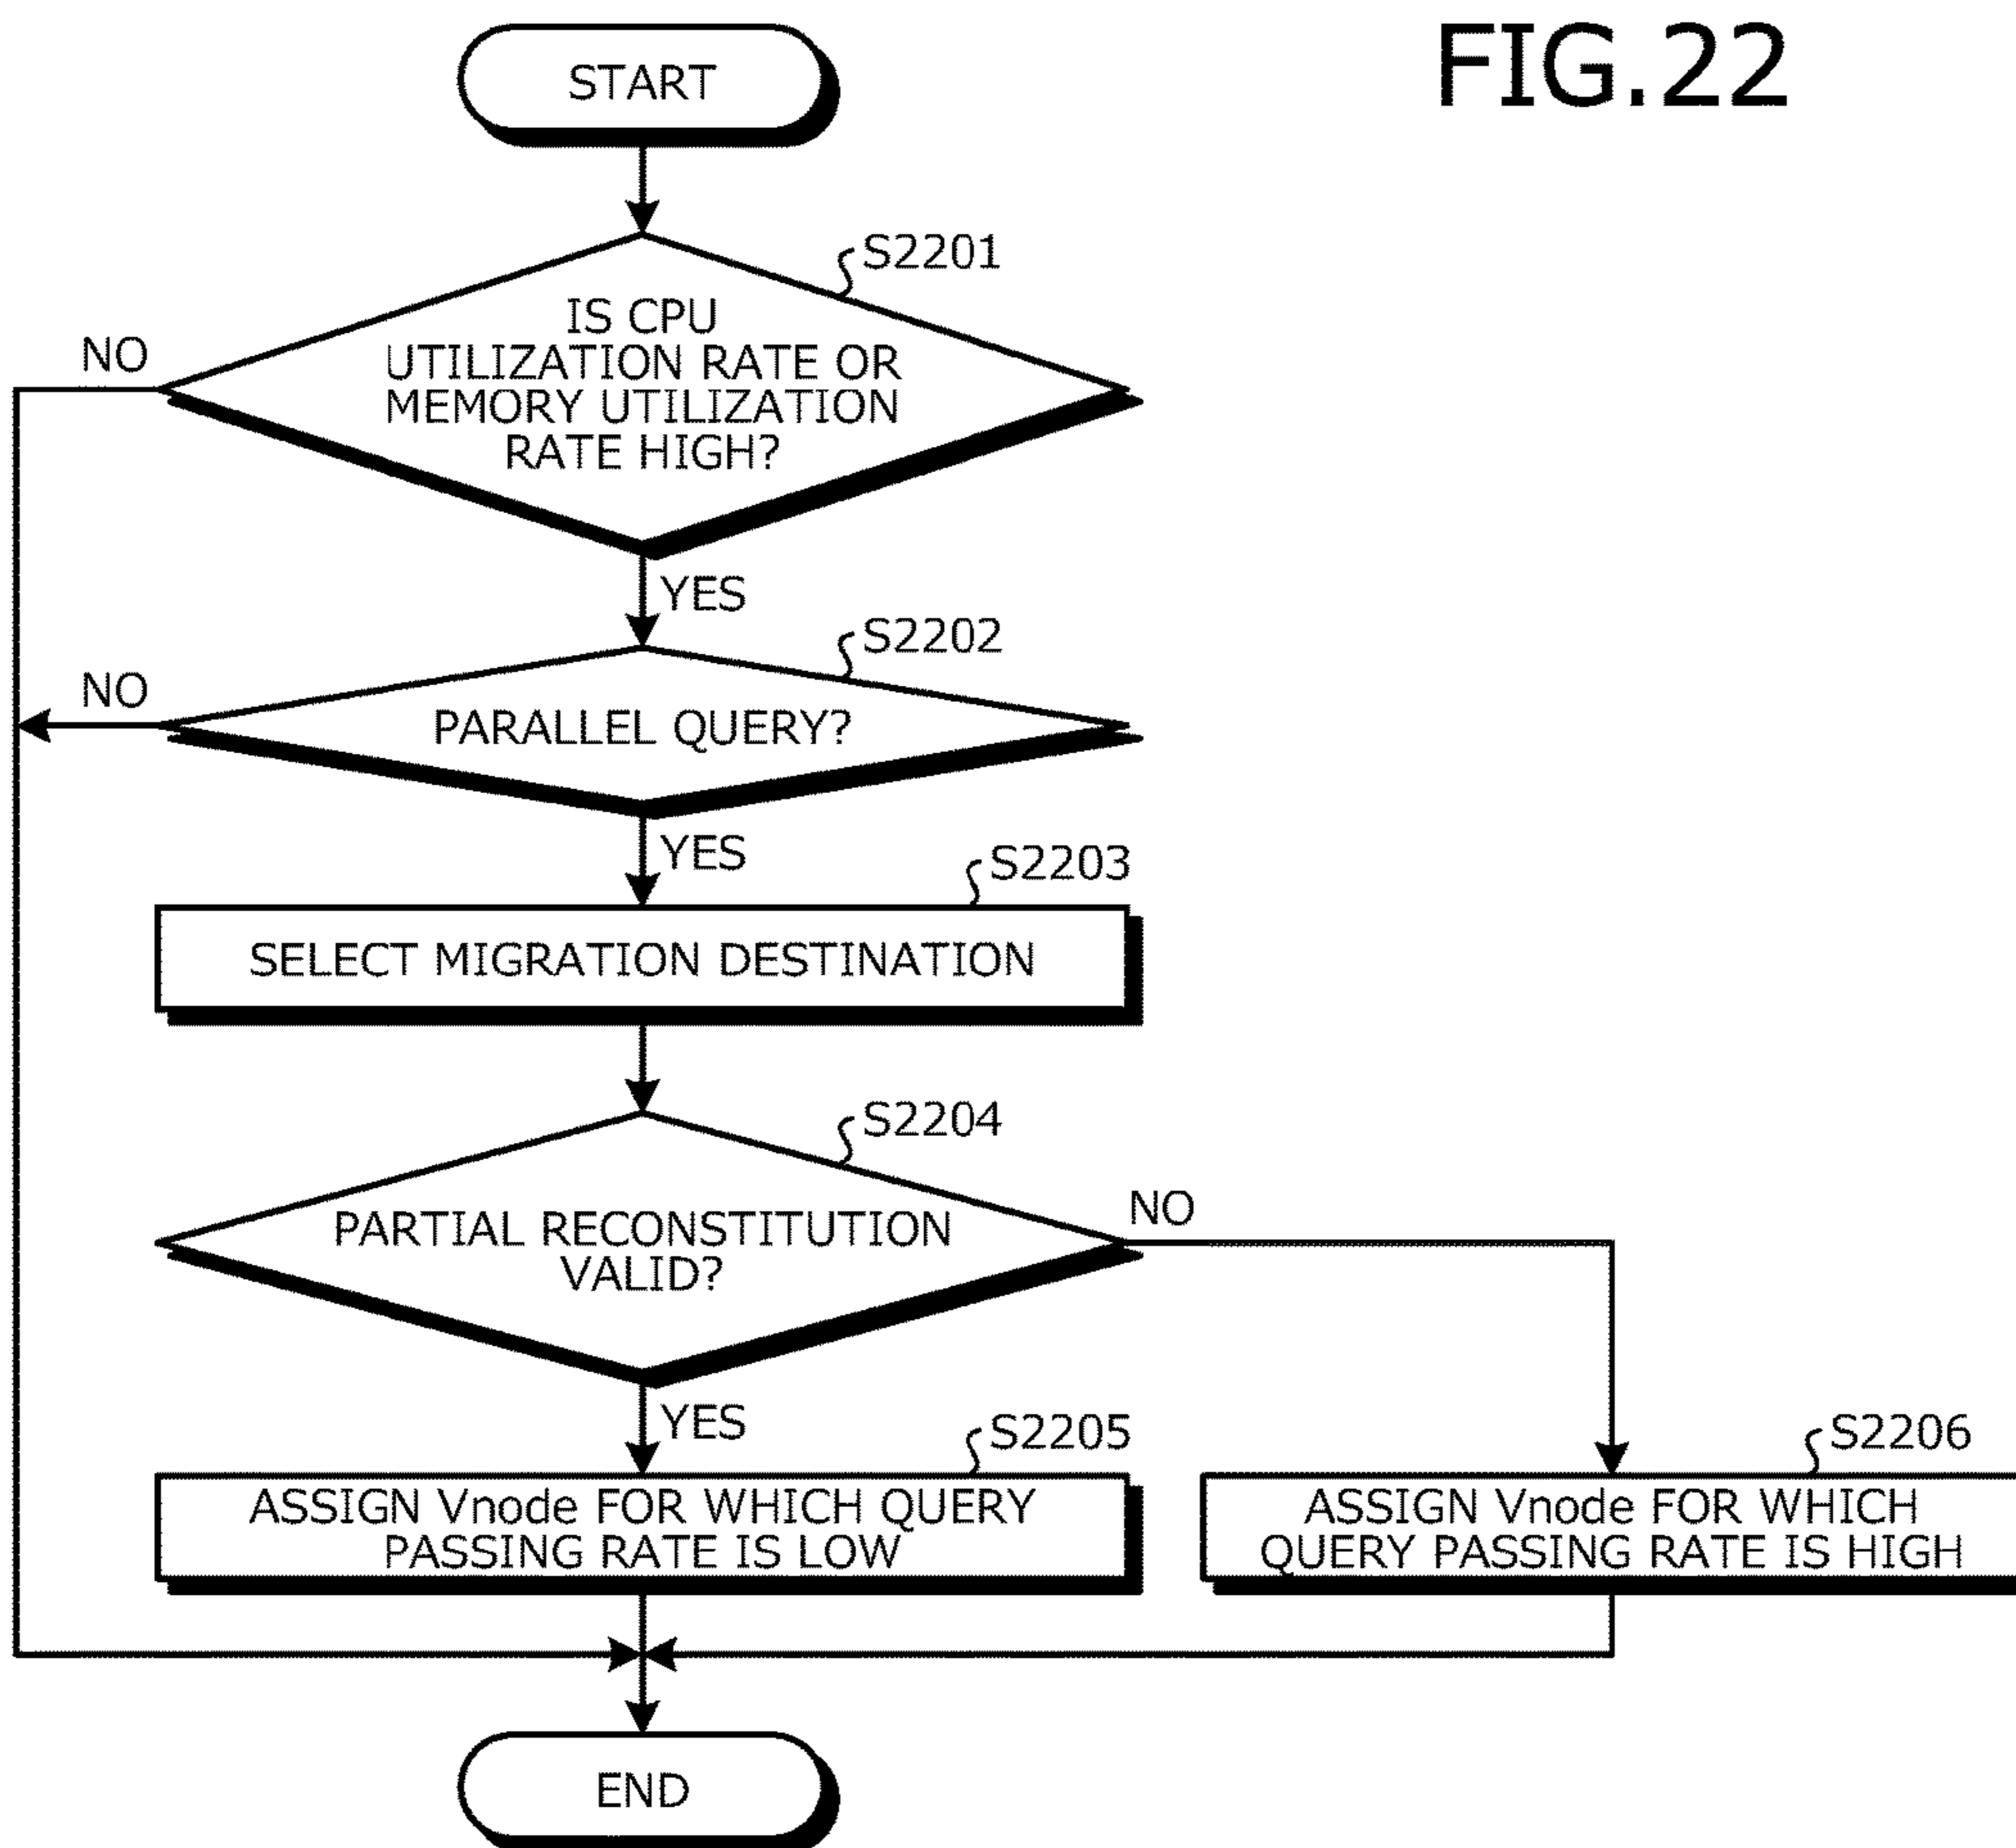 FIG.22
START
S2201
IS CPU
UTILIZATION RATE OR
MEMORY UTILIZATION
RATE HIGH?
NO
YES
S2202
NO
PARALLEL QUERY?
YES
S2203
SELECT MIGRATION DESTINATION
S2204
PARTIAL RECONSTITUTION
VALID?
NO
YES
S2205
ASSIGN Vnode FOR WHICH QUERY
PASSING RATE IS LOW
S2206
ASSIGN Vnode FOR WHICH
QUERY PASSING RATE IS HIGH
END